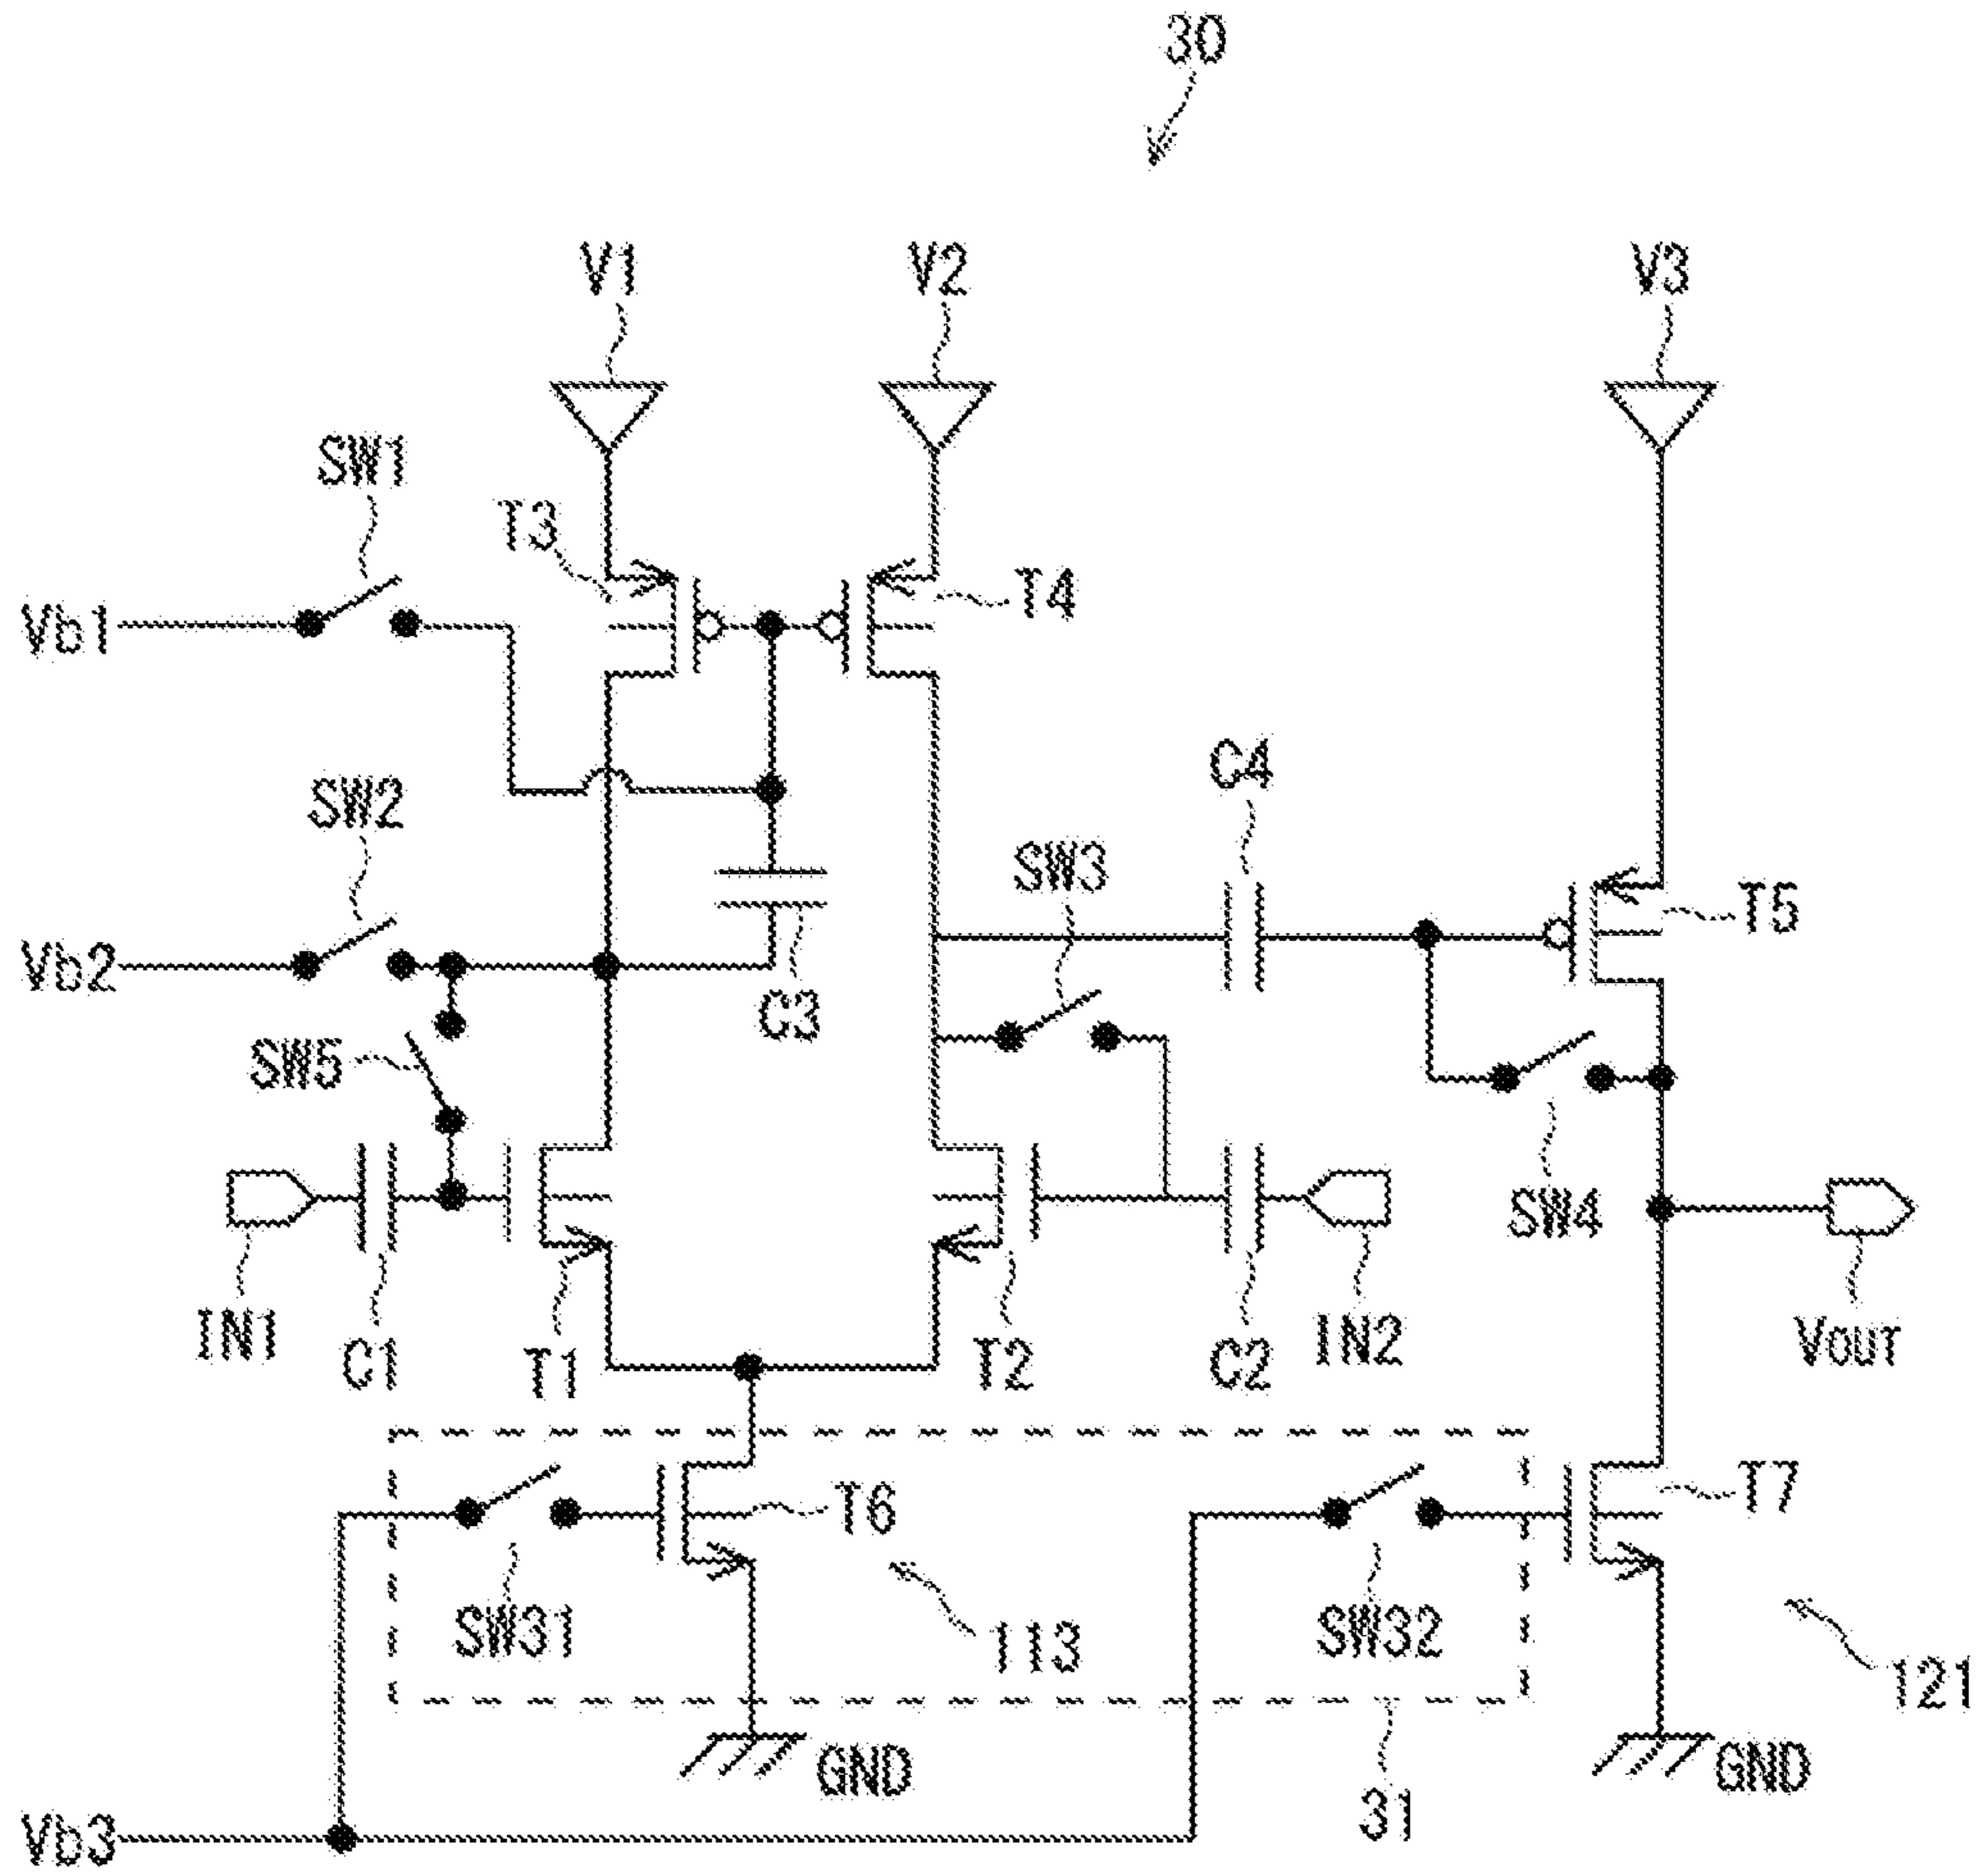 30
V1
V2
V3
SW1
T3
T4
Vb1
C4
SW2
SW3
T5
Vb2
C3
SW5
SW4
IN1
C1
T1
T2
C2
IN2
VOUT
T6
T7
SW31
113
SW32
121
GND
GND
31
Vb3